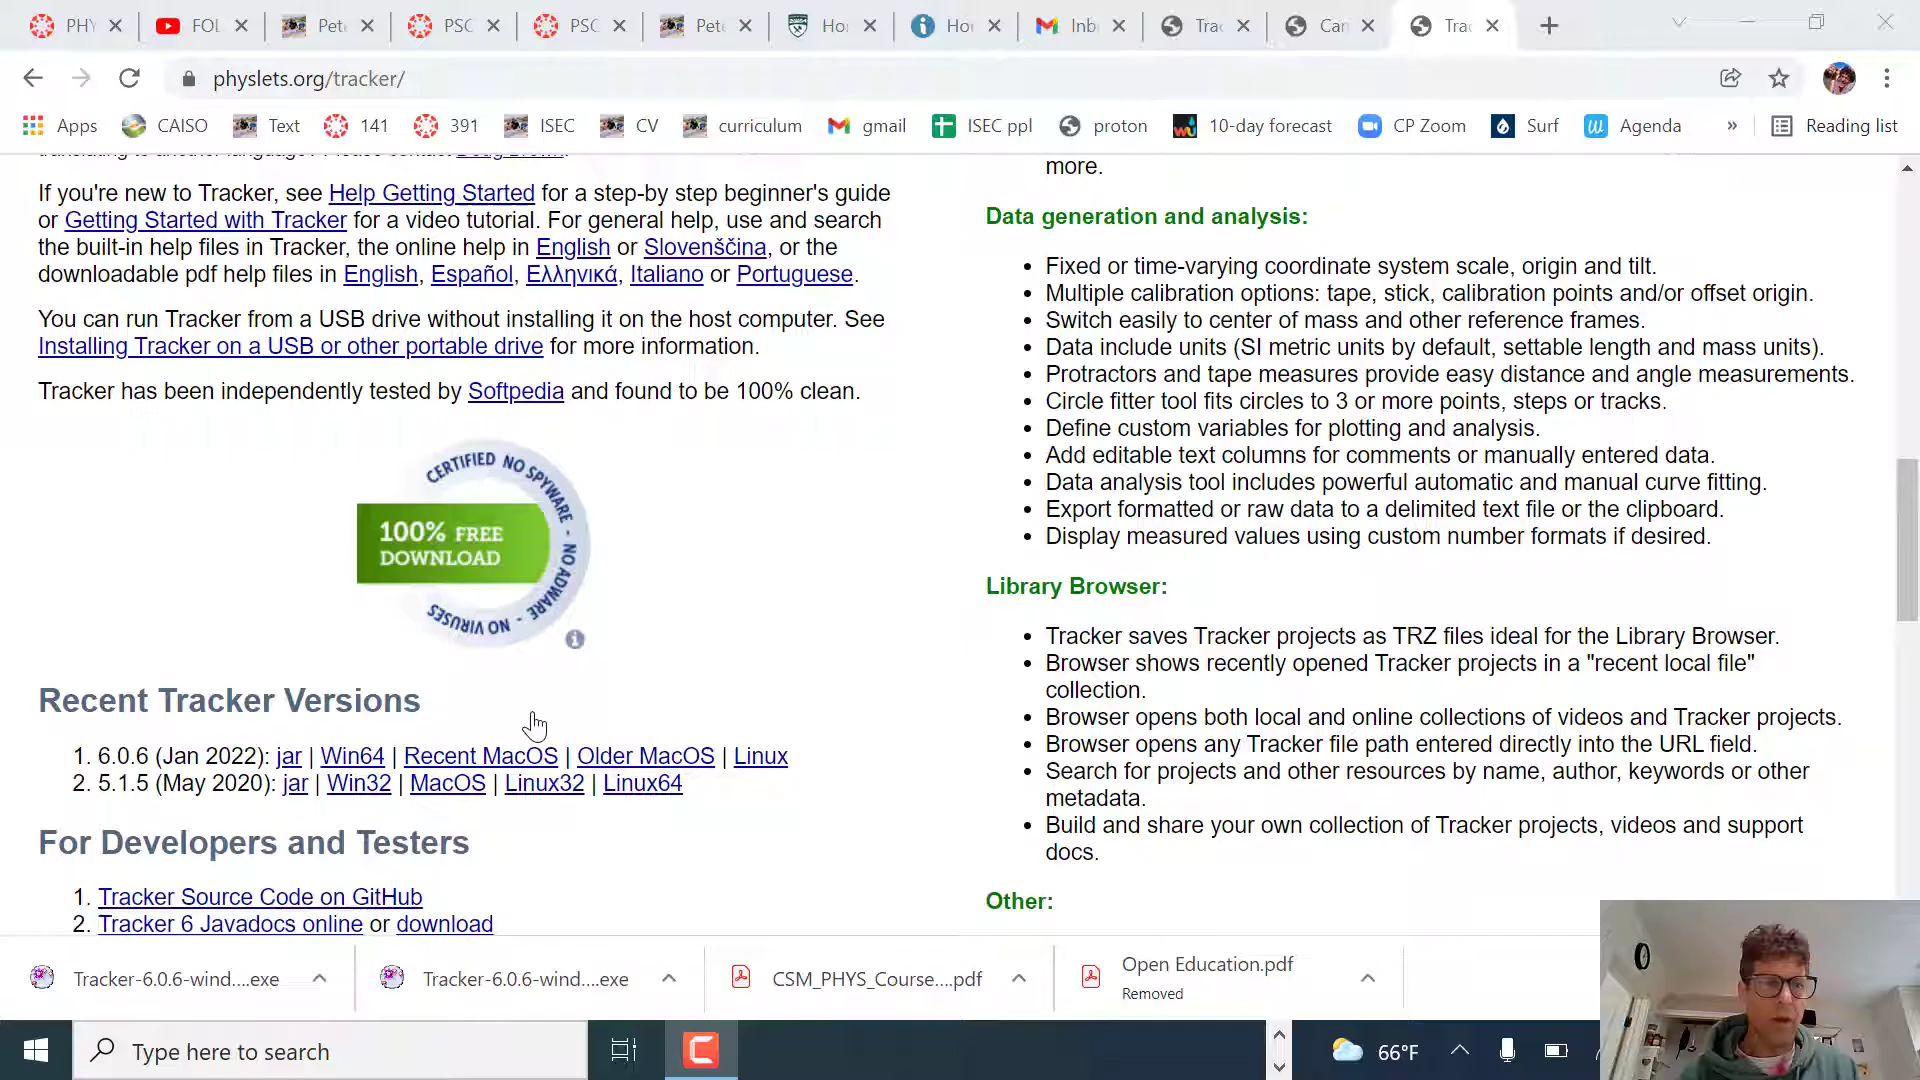 PHY
FOL
Pet
PSC
PSC
Pet
Ho
Ho
Inb
Trac
Car
Trac
physlets.org/tracker/
Apps
CAISO
Text
141
391
ISEC
CV
curriculum
gmail
ISEC ppl
proton
10-day forecast
CP Zoom
Surf
Agenda
»
Reading list
If you're new to Tracker, see Help Getting Started for a step-by step beginner's guide
or Getting Started with Tracker for a video tutorial. For general help, use and search
the built-in help files in Tracker, the online help in English or Slovenščina, or the
downloadable pdf help files in English, Español, Ελληνικά, Italiano or Portuguese.
You can run Tracker from a USB drive without installing it on the host computer. See
Installing Tracker on a USB or other portable drive for more information.
Tracker has been independently tested by Softpedia and found to be 100% clean.
CERTIFIED NO SPYWARE - NO ADWARE - NO VIRUSES
100% FREE
DOWNLOAD
Recent Tracker Versions
1. 6.0.6 (Jan 2022): jar | Win64 | Recent MacOS | Older MacOS | Linux
2. 5.1.5 (May 2020): jar | Win32 | MacOS | Linux32 | Linux64
For Developers and Testers
1. Tracker Source Code on GitHub
2. Tracker 6 Javadocs online or download
more.
Data generation and analysis:
• Fixed or time-varying coordinate system scale, origin and tilt.
• Multiple calibration options: tape, stick, calibration points and/or offset origin.
• Switch easily to center of mass and other reference frames.
• Data include units (SI metric units by default, settable length and mass units).
• Protractors and tape measures provide easy distance and angle measurements.
• Circle fitter tool fits circles to 3 or more points, steps or tracks.
• Define custom variables for plotting and analysis.
• Add editable text columns for comments or manually entered data.
• Data analysis tool includes powerful automatic and manual curve fitting.
• Export formatted or raw data to a delimited text file or the clipboard.
• Display measured values using custom number formats if desired.
Library Browser:
• Tracker saves Tracker projects as TRZ files ideal for the Library Browser.
• Browser shows recently opened Tracker projects in a "recent local file"
collection.
• Browser opens both local and online collections of videos and Tracker projects.
• Browser opens any Tracker file path entered directly into the URL field.
• Search for projects and other resources by name, author, keywords or other
metadata.
• Build and share your own collection of Tracker projects, videos and support
docs.
Other:
Tracker-6.0.6-wind....exe
Tracker-6.0.6-wind....exe
CSM_PHYS_Course....pdf
Open Education.pdf
Removed
Type here to search
66°F